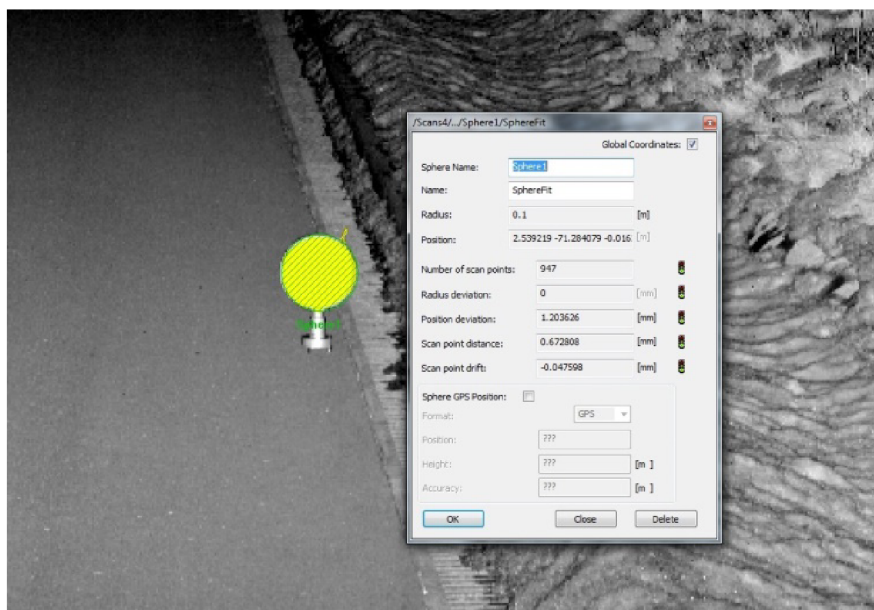 /Scans4/.../Sphere1/SphereFit
Global Coordinates:
Sphere Name: Sphere1
Name: SphereFit
Radius: 0.1 [m]
Position: 2.539219 -71.284079 -0.016 [m]
Number of scan points: 947
Radius deviation: 0 [mm]
Position deviation: 1.203626 [mm]
Scan point distance: 0.672808 [mm]
Scan point drift: -0.047598 [mm]
Sphere GPS Position:
Format: GPS
Position: ???
Height: ??? [m ]
Accuracy: ??? [m ]
OK Close Delete